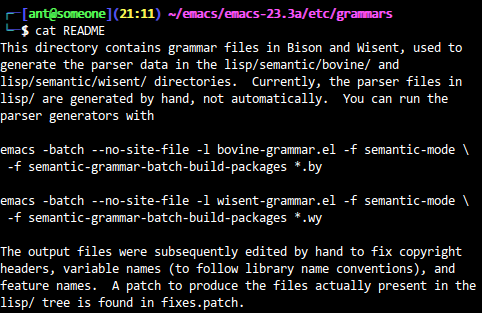 ┌─[ant@someone](21:11) ~/emacs/emacs-23.3a/etc/grammars
└─$ cat README
This directory contains grammar files in Bison and Wisent, used to
generate the parser data in the lisp/semantic/bovine/ and
lisp/semantic/wisent/ directories.  Currently, the parser files in
lisp/ are generated by hand, not automatically.  You can run the
parser generators with
emacs -batch --no-site-file -l bovine-grammar.el -f semantic-mode \
 -f semantic-grammar-batch-build-packages *.by
emacs -batch --no-site-file -l wisent-grammar.el -f semantic-mode \
 -f semantic-grammar-batch-build-packages *.wy
The output files were subsequently edited by hand to fix copyright
headers, variable names (to follow library name conventions), and
feature names.  A patch to produce the files actually present in the
lisp/ tree is found in fixes.patch.